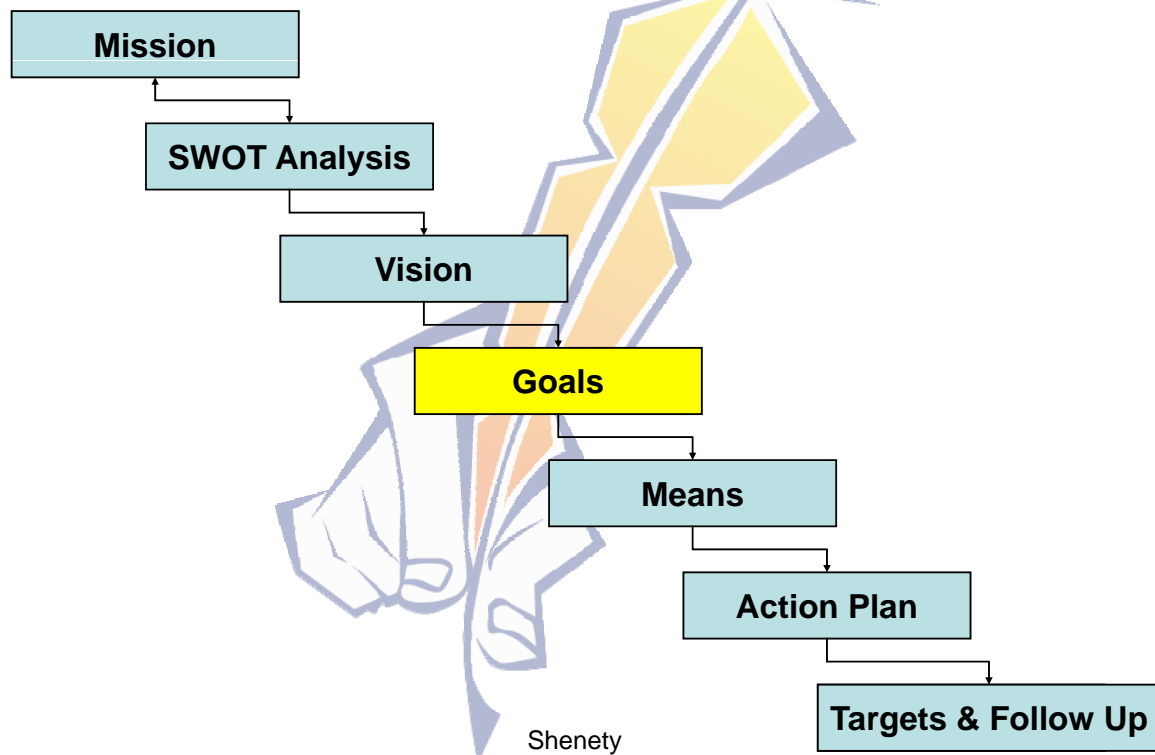 Mission
SWOT Analysis
Vision
Goals
Means
Action Plan
Targets & Follow Up
Shenety